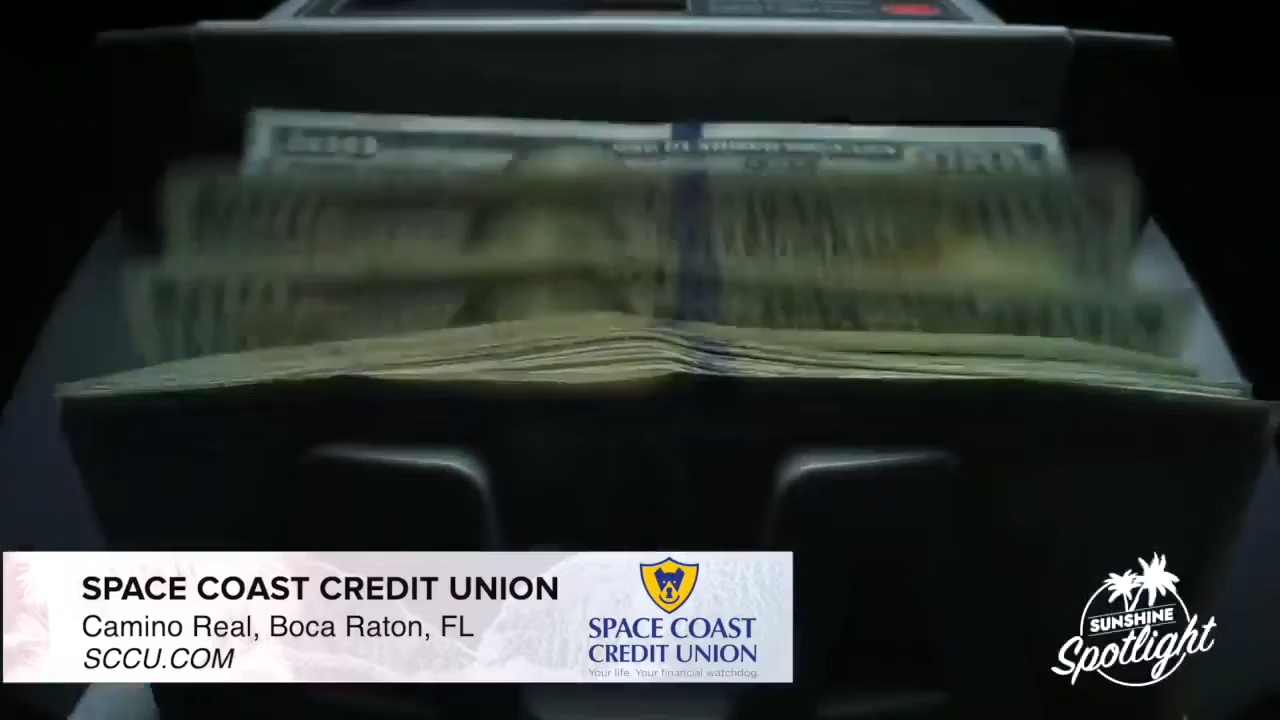 SPACE COAST CREDIT UNION
Camino Real, Boca Raton, FL
SCCU.COM
SPACE COAST
CREDIT UNION
Your life. Your financial watchdog.
SUNSHINE
Spotlight